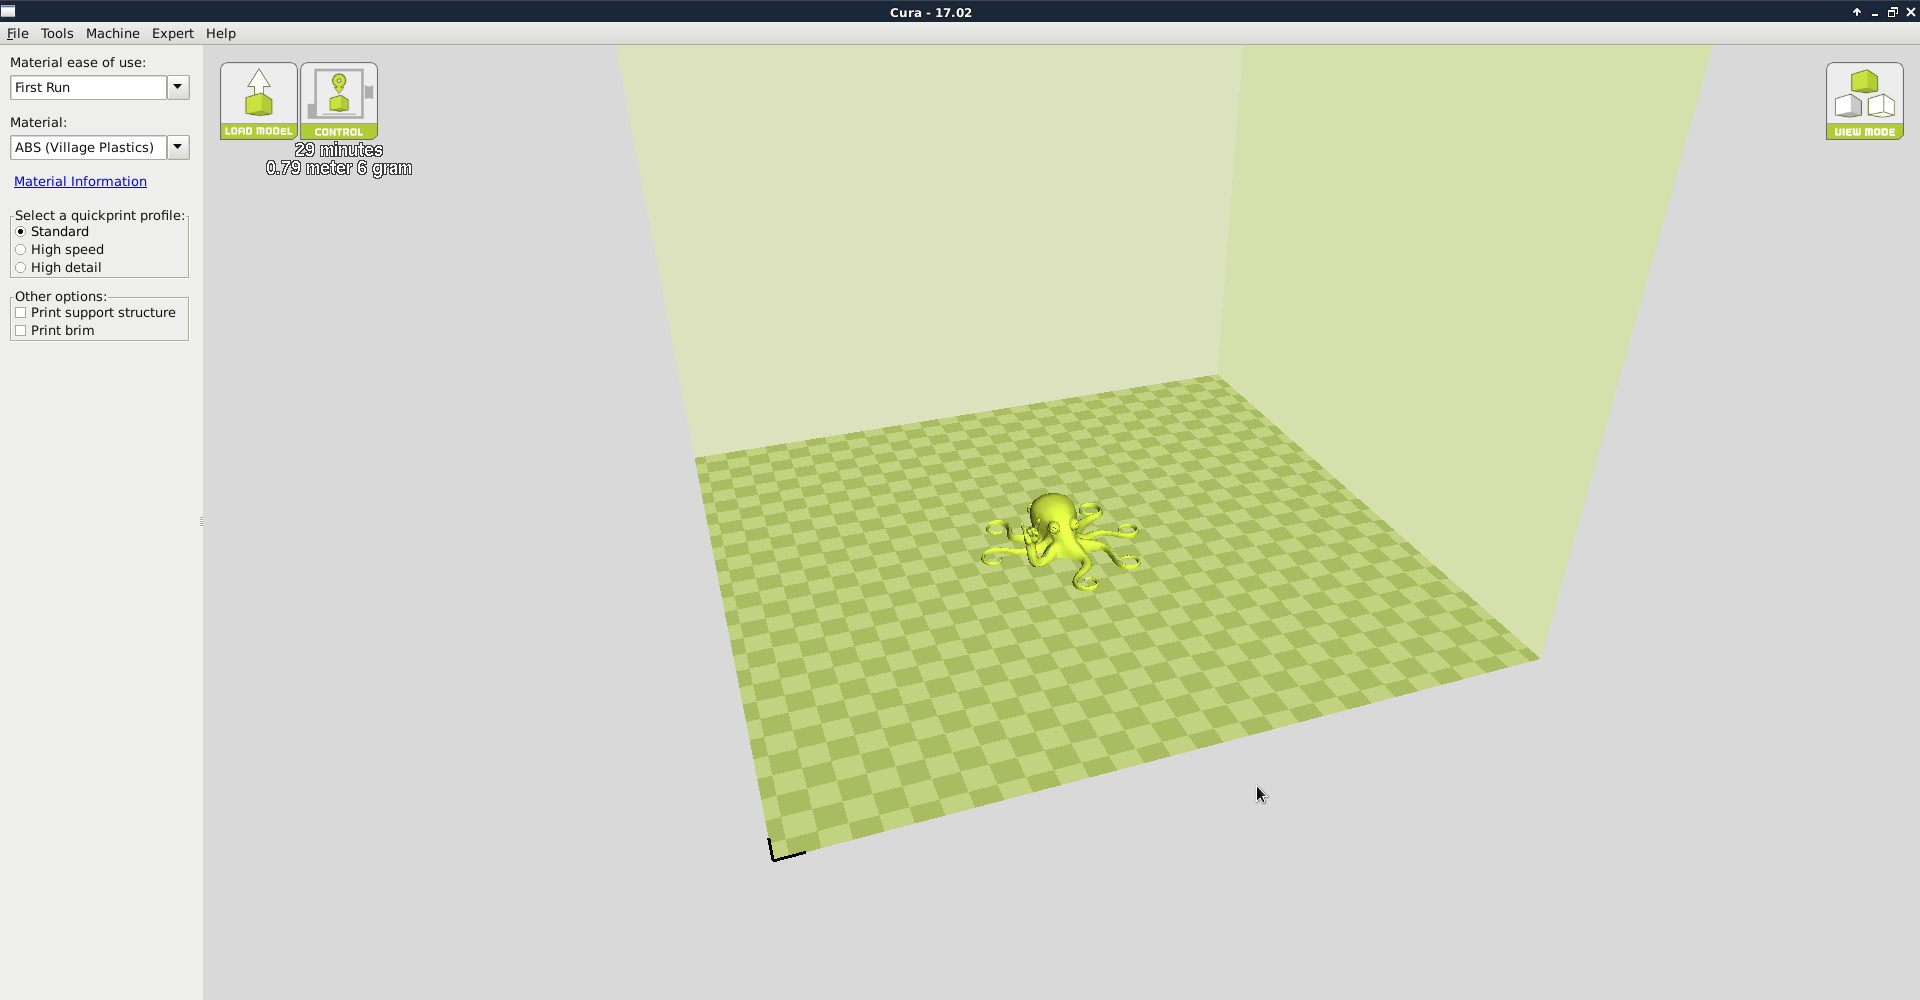 Cura - 17.02
File Tools Machine Expert Help
Material ease of use:
First Run
Material:
ABS (Village Plastics)
Material Information
Select a quickprint profile:
Standard
High speed
High detail
Other options:
Print support structure
Print brim
LOAD MODEL
CONTROL
29 minutes
0.79 meter 6 gram
VIEW MODE